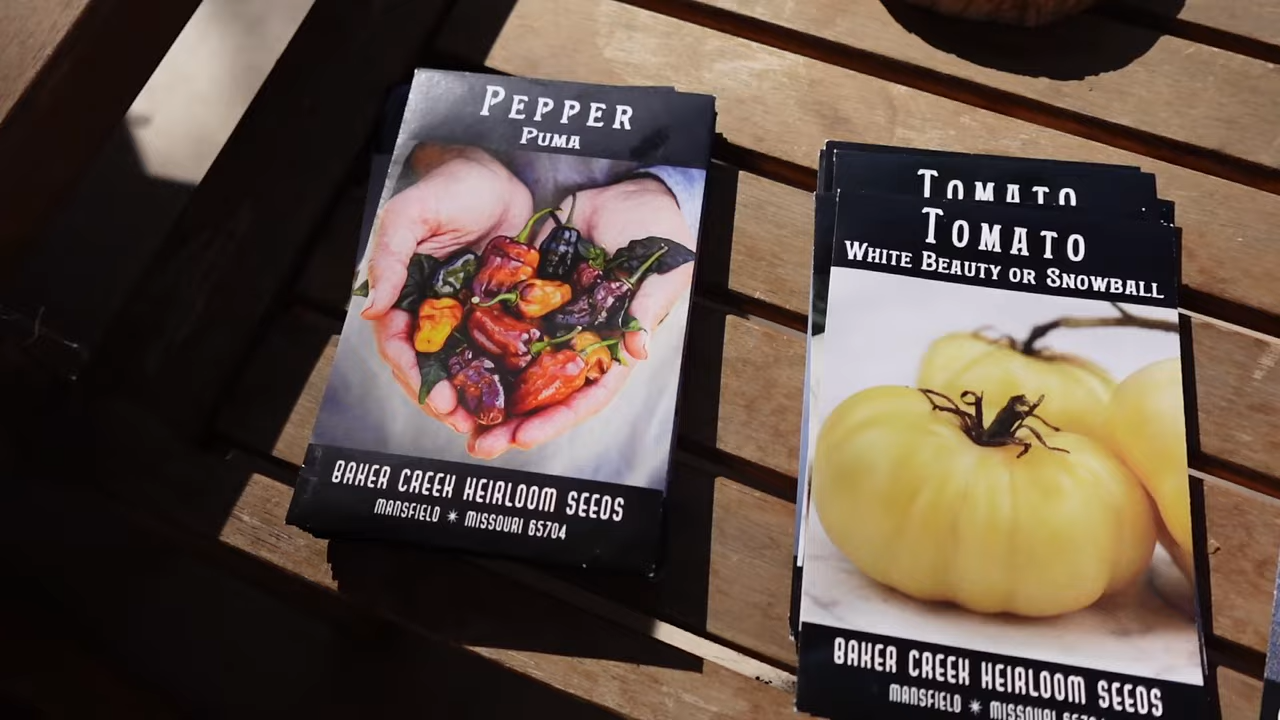 PEPPER
PUMA
BAKER CREEK HEIRLOOM SEEDS
MANSFIELD ✴ MISSOURI 65704
TOMATO
TOMATO
WHITE BEAUTY OR SNOWBALL
BAKER CREEK HEIRLOOM SEEDS
MANSFIELD ✴ MISSOURI